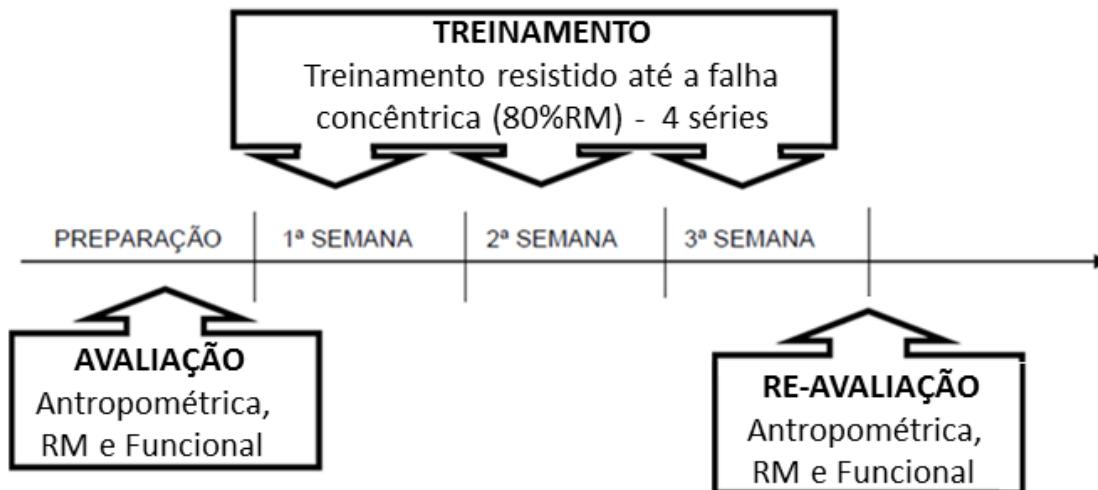 TREINAMENTO
Treinamento resistido até a falha
concêntrica (80%RM) - 4 séries
PREPARAÇÃO
1ª SEMANA
2ª SEMANA
3ª SEMANA
AVALIAÇÃO
Antropométrica,
RM e Funcional
RE-AVALIAÇÃO
Antropométrica,
RM e Funcional